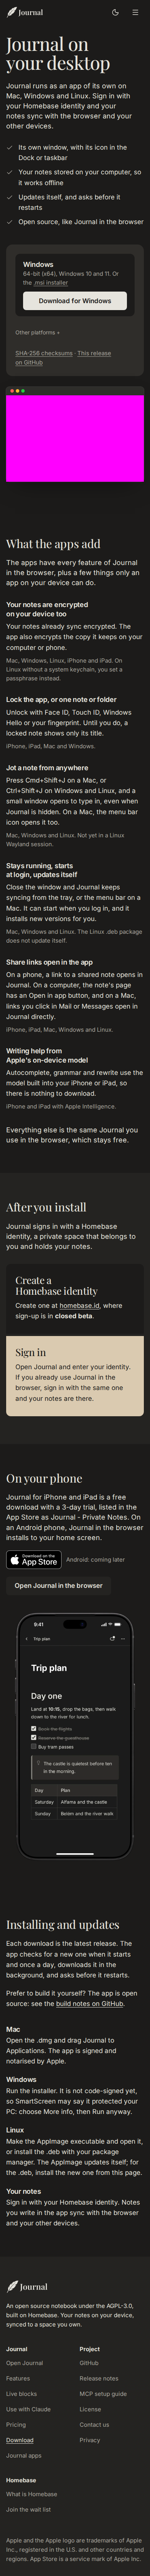 Journal
Journal on
your desktop
Journal runs as an app of its own on
Mac, Windows and Linux. Sign in with
your Homebase identity and your
notes sync with the browser and your
other devices.
Its own window, with its icon in the
Dock or taskbar
Your notes stored on your computer, so
it works offline
Updates itself, and asks before it
restarts
Open source, like Journal in the browser
Windows
64-bit (x64), Windows 10 and 11. Or
the .msi installer
Download for Windows
Other platforms +
SHA-256 checksums · This release
on GitHub
What the apps add
The apps have every feature of Journal
in the browser, plus a few things only an
app on your device can do.
Your notes are encrypted
on your device too
Your notes already sync encrypted. The
app also encrypts the copy it keeps on your
computer or phone.
Mac, Windows, Linux, iPhone and iPad. On
Linux without a system keychain, you set a
passphrase instead.
Lock the app, or one note or folder
Unlock with Face ID, Touch ID, Windows
Hello or your fingerprint. Until you do, a
locked note shows only its title.
iPhone, iPad, Mac and Windows.
Jot a note from anywhere
Press Cmd+Shift+J on a Mac, or
Ctrl+Shift+J on Windows and Linux, and a
small window opens to type in, even when
Journal is hidden. On a Mac, the menu bar
icon opens it too.
Mac, Windows and Linux. Not yet in a Linux
Wayland session.
Stays running, starts
at login, updates itself
Close the window and Journal keeps
syncing from the tray, or the menu bar on a
Mac. It can start when you log in, and it
installs new versions for you.
Mac, Windows and Linux. The Linux .deb package
does not update itself.
Share links open in the app
On a phone, a link to a shared note opens in
Journal. On a computer, the note's page
has an Open in app button, and on a Mac,
links you click in Mail or Messages open in
Journal directly.
iPhone, iPad, Mac, Windows and Linux.
Writing help from
Apple's on-device model
Autocomplete, grammar and rewrite use the
model built into your iPhone or iPad, so
there is nothing to download.
iPhone and iPad with Apple Intelligence.
Everything else is the same Journal you
use in the browser, which stays free.
After you install
Journal signs in with a Homebase
identity, a private space that belongs to
you and holds your notes.
Create a
Homebase identity
Create one at homebase.id, where
sign-up is in closed beta.
Sign in
Open Journal and enter your identity.
If you already use Journal in the
browser, sign in with the same one
and your notes are there.
On your phone
Journal for iPhone and iPad is a free
download with a 3-day trial, listed in the
App Store as Journal - Private Notes. On
an Android phone, Journal in the browser
installs to your home screen.
Download on the
App Store
Android: coming later
Open Journal in the browser
9:41
Trip plan
Trip plan
Day one
Land at 10:15, drop the bags, then walk
down to the river for lunch.
Book the flights
Reserve the guesthouse
Buy tram passes
The castle is quietest before ten
in the morning.
Day Plan
Saturday Alfama and the castle
Sunday Belém and the river walk
Installing and updates
Each download is the latest release. The
app checks for a new one when it starts
and once a day, downloads it in the
background, and asks before it restarts.
Prefer to build it yourself? The app is open
source: see the build notes on GitHub.
Mac
Open the .dmg and drag Journal to
Applications. The app is signed and
notarised by Apple.
Windows
Run the installer. It is not code-signed yet,
so SmartScreen may say it protected your
PC: choose More info, then Run anyway.
Linux
Make the AppImage executable and open it,
or install the .deb with your package
manager. The AppImage updates itself; for
the .deb, install the new one from this page.
Your notes
Sign in with your Homebase identity. Notes
you write in the app sync with the browser
and your other devices.
Journal
An open source notebook under the AGPL-3.0,
built on Homebase. Your notes on your device,
synced to a space you own.
Journal
Open Journal
Features
Live blocks
Use with Claude
Pricing
Download
Journal apps
Project
GitHub
Release notes
MCP setup guide
License
Contact us
Privacy
Homebase
What is Homebase
Join the wait list
Apple and the Apple logo are trademarks of Apple
Inc., registered in the U.S. and other countries and
regions. App Store is a service mark of Apple Inc.